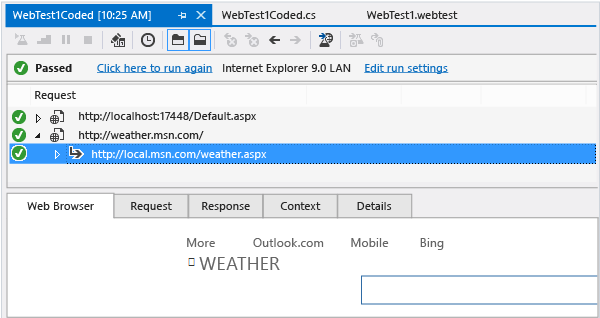 WebTest1Coded [10:25 AM] WebTest1Coded.cs WebTest1.webtest
Passed Click here to run again Internet Explorer 9.0 LAN Edit run settings
Request
http://localhost:17448/Default.aspx
http://weather.msn.com/
http://local.msn.com/weather.aspx
Web Browser Request Response Context Details
More Outlook.com Mobile Bing
WEATHER